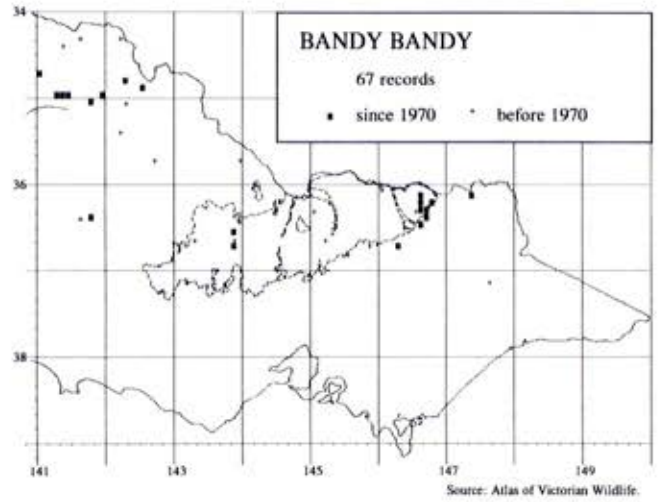 34
BANDY BANDY
67 records
▪ since 1970 • before 1970
36
38
141 143 145 147 149
Source: Atlas of Victorian Wildlife.